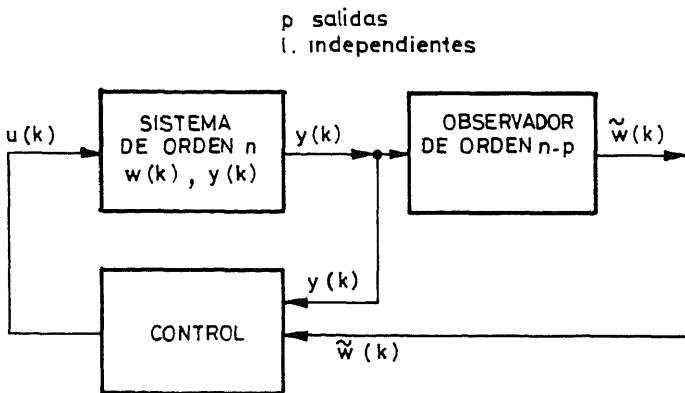 p salidas
l. independientes
u(k)
SISTEMA
DE ORDEN n
w(k) , y(k)
y(k)
OBSERVADOR
DE ORDEN n-p
w̃(k)
y(k)
CONTROL
w̃(k)